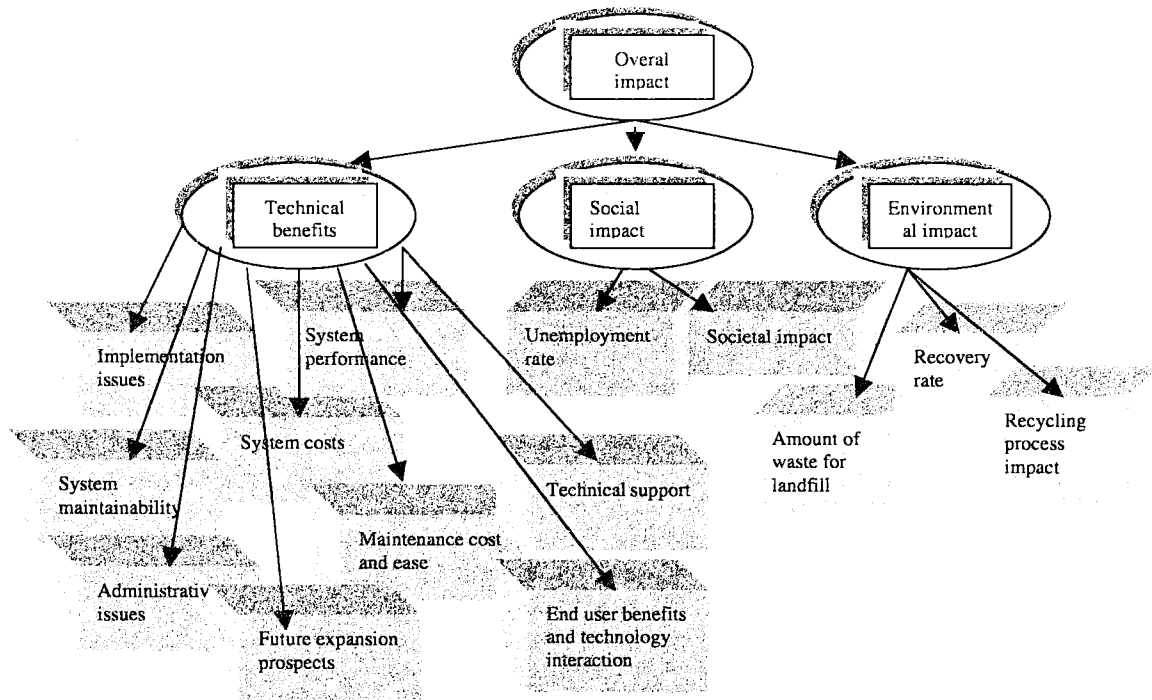 Overal
impact
Technical
benefits
Social
impact
Environment
al impact
Implementation
issues
System
performance
Unemployment
rate
Societal impact
Recovery
rate
System costs
Amount of
waste for
landfill
Recycling
process
impact
System
maintainability
Technical support
Maintenance cost
and ease
Administrativ
issues
Future expansion
prospects
End user benefits
and technology
interaction